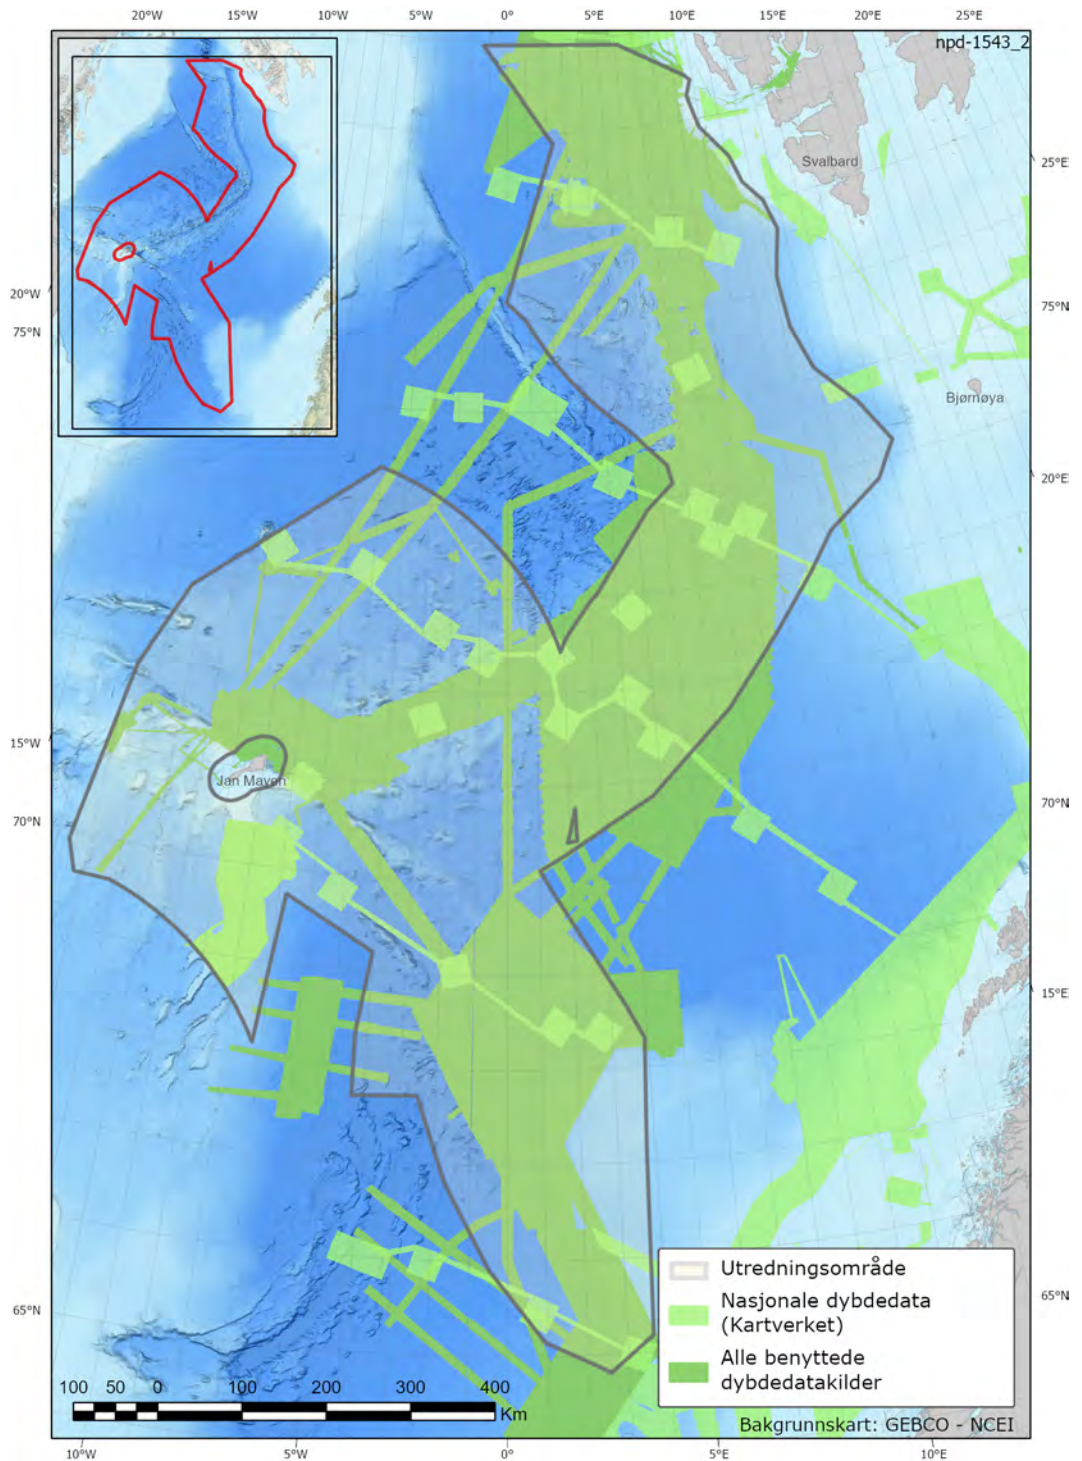 20°W 15°W 10°W 5°W 0° 5°E 10°E 15°E 20°E 25°E
npd-1543_2
Svalbard
25°E
20°W
75°N
75°N
Bjørnøya
20°E
15°W
Jan Mayen
70°N
70°N
15°E
Utredningsområde
Nasjonale dybdedata
(Kartverket)
Alle benyttede
dybdedatakilder
65°N
65°N
100 50 0 100 200 300 400
Km
Bakgrunnskart: GEBCO - NCEI
10°W 5°W 0° 5°E 10°E